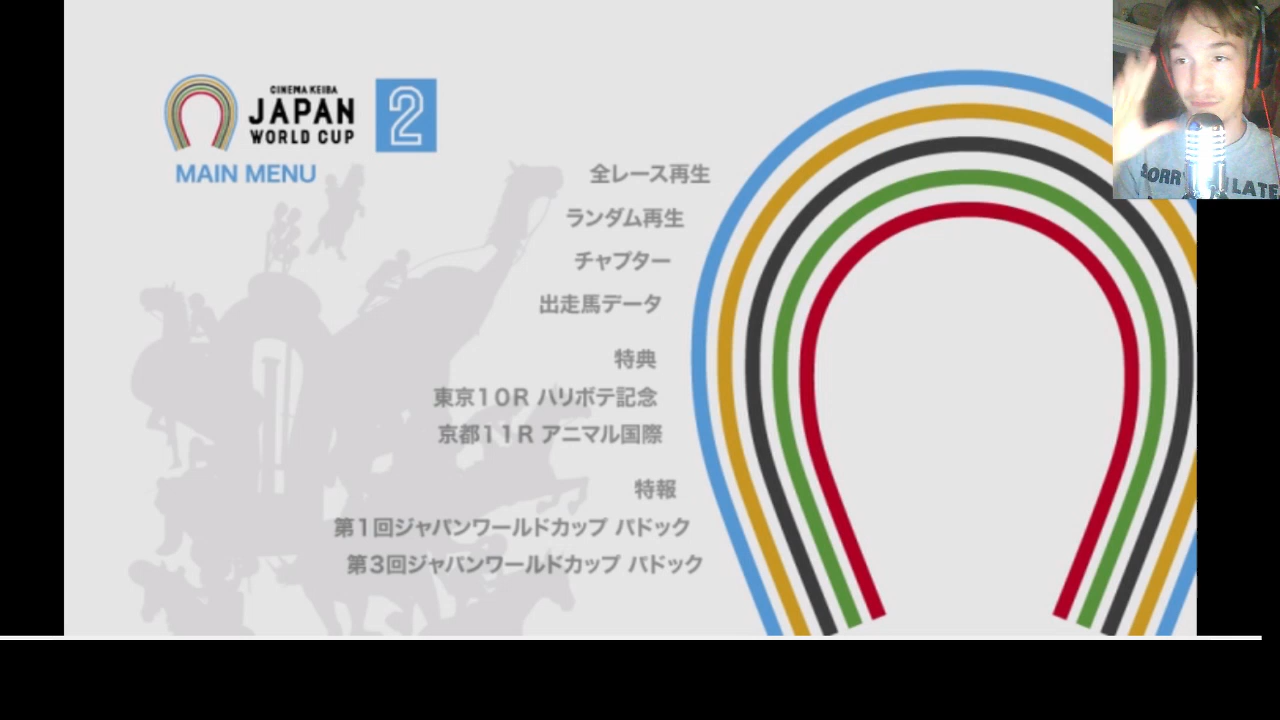 CINEMA KEIBA
JAPAN
WORLD CUP
2
MAIN MENU
全レース再生
ランダム再生
チャプター
出走馬データ
特典
東京10R ハリボテ記念
京都11R アニマル国際
特報
第1回ジャパンワールドカップ パドック
第3回ジャパンワールドカップ パドック
SORRY
LATE